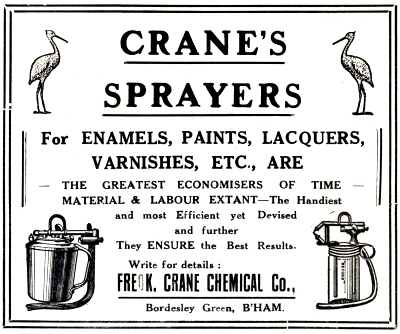 CRANE'S
SPRAYERS
For ENAMELS, PAINTS, LACQUERS,
VARNISHES, ETC., ARE
— THE GREATEST ECONOMISERS OF TIME —
MATERIAL & LABOUR EXTANT—The Handiest
and most Efficient yet Devised
and further
They ENSURE the Best Results.
Write for details :
FREDK. CRANE CHEMICAL Co.,
Bordesley Green, B'HAM.